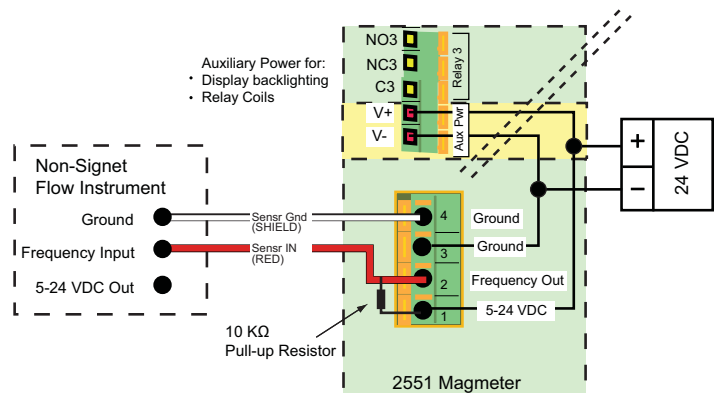 Auxiliary Power for:
• Display backlighting
• Relay Coils
NO3
NC3
C3
Relay 3
V+
V-
Aux Pwr
+
−
24 VDC
Non-Signet
Flow Instrument
Ground
Frequency Input
5-24 VDC Out
Sensr Gnd
(SHIELD)
Sensr IN
(RED)
4
Ground
3
Ground
2
Frequency Out
1
5-24 VDC
10 KΩ
Pull-up Resistor
2551 Magmeter